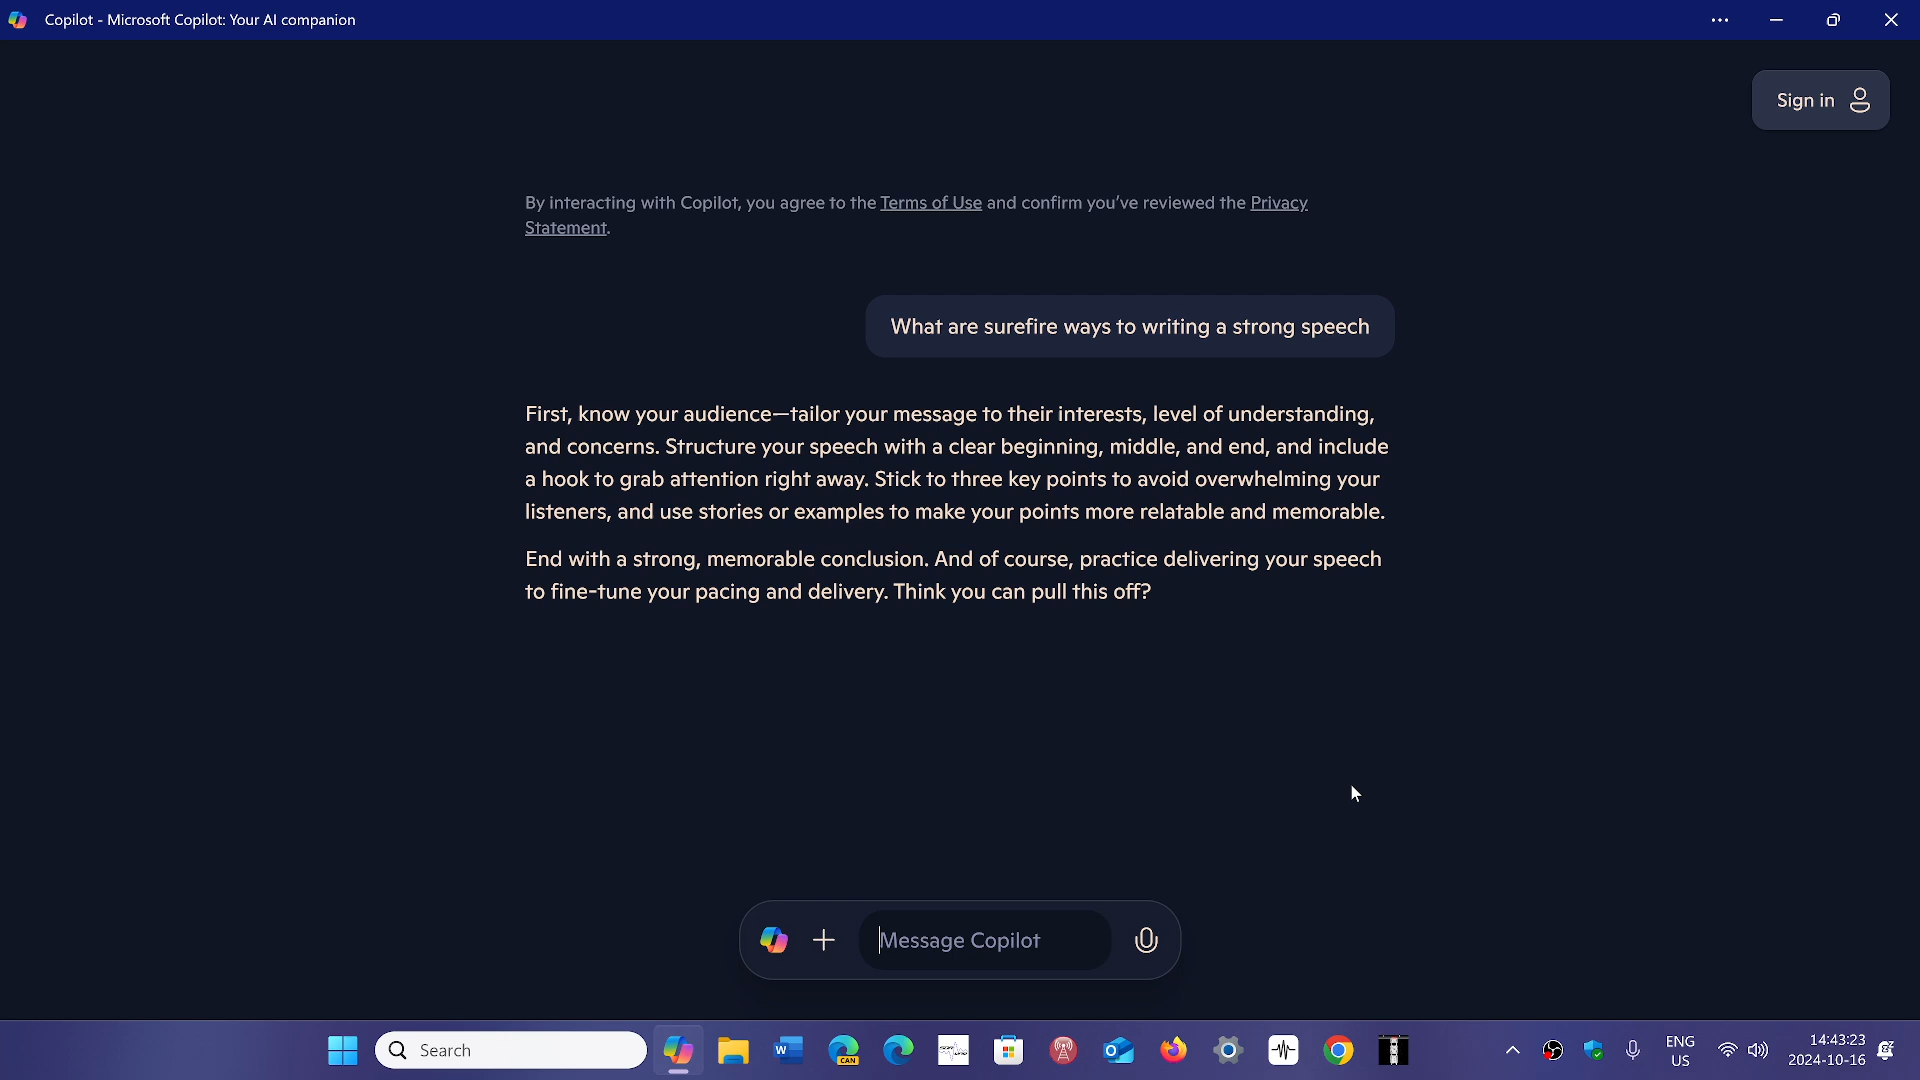 Copilot - Microsoft Copilot: Your AI companion
Sign in
By interacting with Copilot, you agree to the Terms of Use and confirm you've reviewed the Privacy
Statement.
What are surefire ways to writing a strong speech
First, know your audience—tailor your message to their interests, level of understanding,
and concerns. Structure your speech with a clear beginning, middle, and end, and include
a hook to grab attention right away. Stick to three key points to avoid overwhelming your
listeners, and use stories or examples to make your points more relatable and memorable.
End with a strong, memorable conclusion. And of course, practice delivering your speech
to fine-tune your pacing and delivery. Think you can pull this off?
Message Copilot
Search
W
CAN
ENG
US
14:43:23
2024-10-16